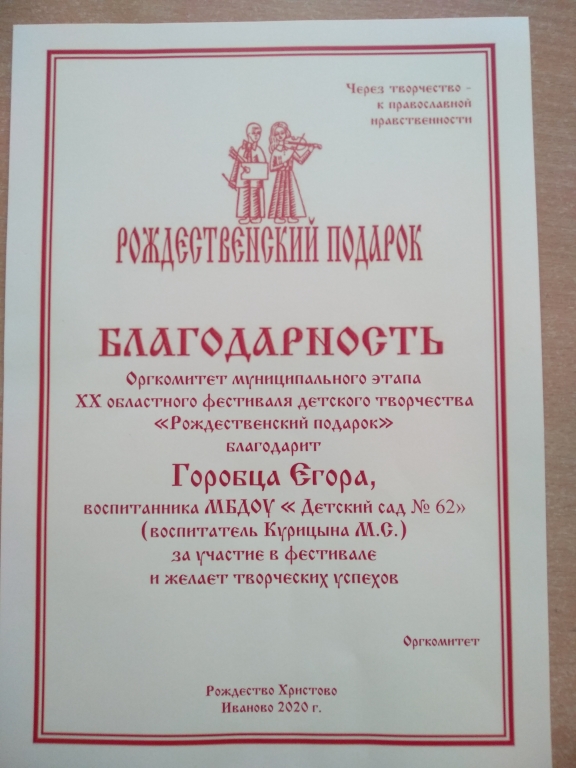 Через творчество -
к православной
нравственности
РОЖДЕСТВЕНСКИЙ ПОДАРОК
БЛАГОДАРНОСТЬ
Оргкомитет муниципального этапа
XX областного фестиваля детского творчества
«Рождественский подарок»
благодарит
Горобца Егора,
воспитанника МБДОУ « Детский сад № 62»
(воспитатель Курицына М.С.)
за участие в фестивале
и желает творческих успехов
Оргкомитет
Рождество Христово
Иваново 2020 г.